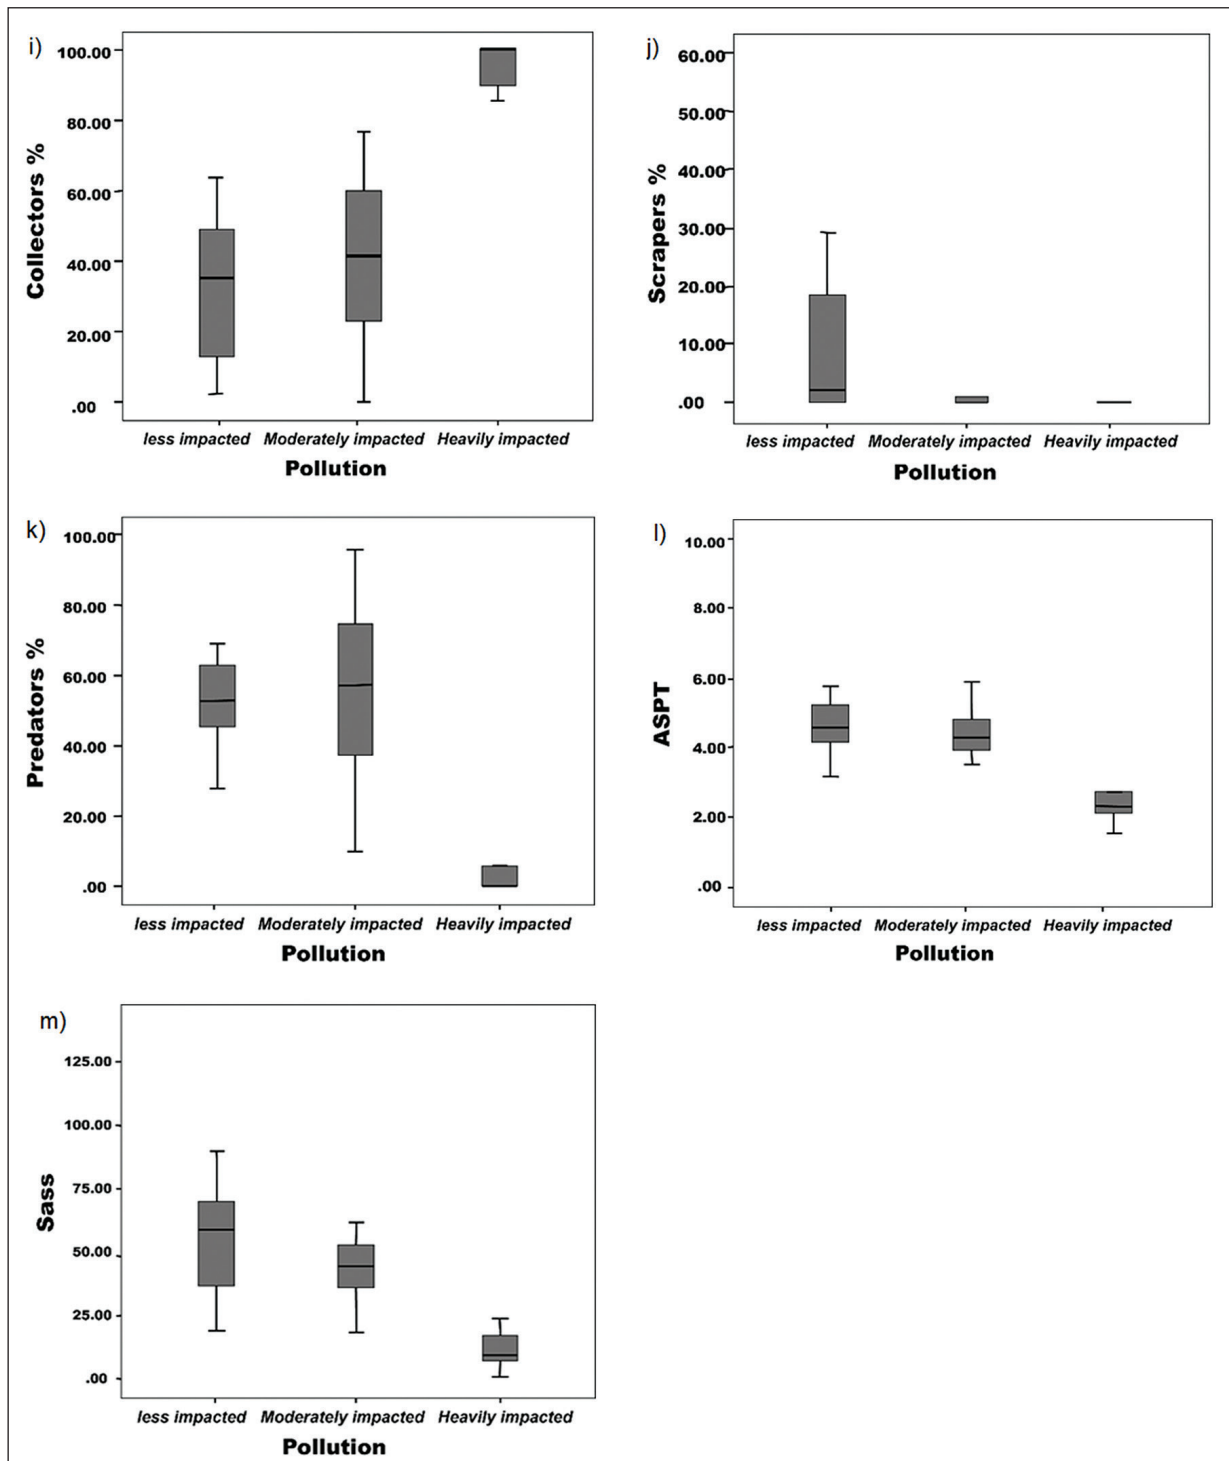 i)
100.00
80.00
60.00
40.00
20.00
.00
Collectors %
less impacted Moderately impacted Heavily impacted
Pollution
j)
60.00
50.00
40.00
30.00
20.00
10.00
.00
Scrapers %
less impacted Moderately impacted Heavily impacted
Pollution
k)
100.00
80.00
60.00
40.00
20.00
.00
Predators %
less impacted Moderately impacted Heavily impacted
Pollution
l)
10.00
8.00
6.00
4.00
2.00
.00
ASPT
less impacted Moderately impacted Heavily impacted
Pollution
m)
125.00
100.00
75.00
50.00
25.00
.00
Sass
less impacted Moderately impacted Heavily impacted
Pollution